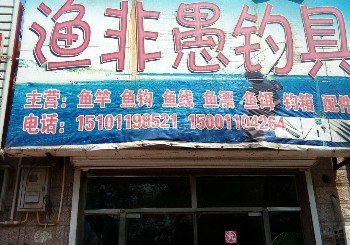 渔非愚钓具
主营：鱼竿 鱼钩 鱼线 鱼漂 鱼饵 钓箱 配件
电话：15101198521 15001104264